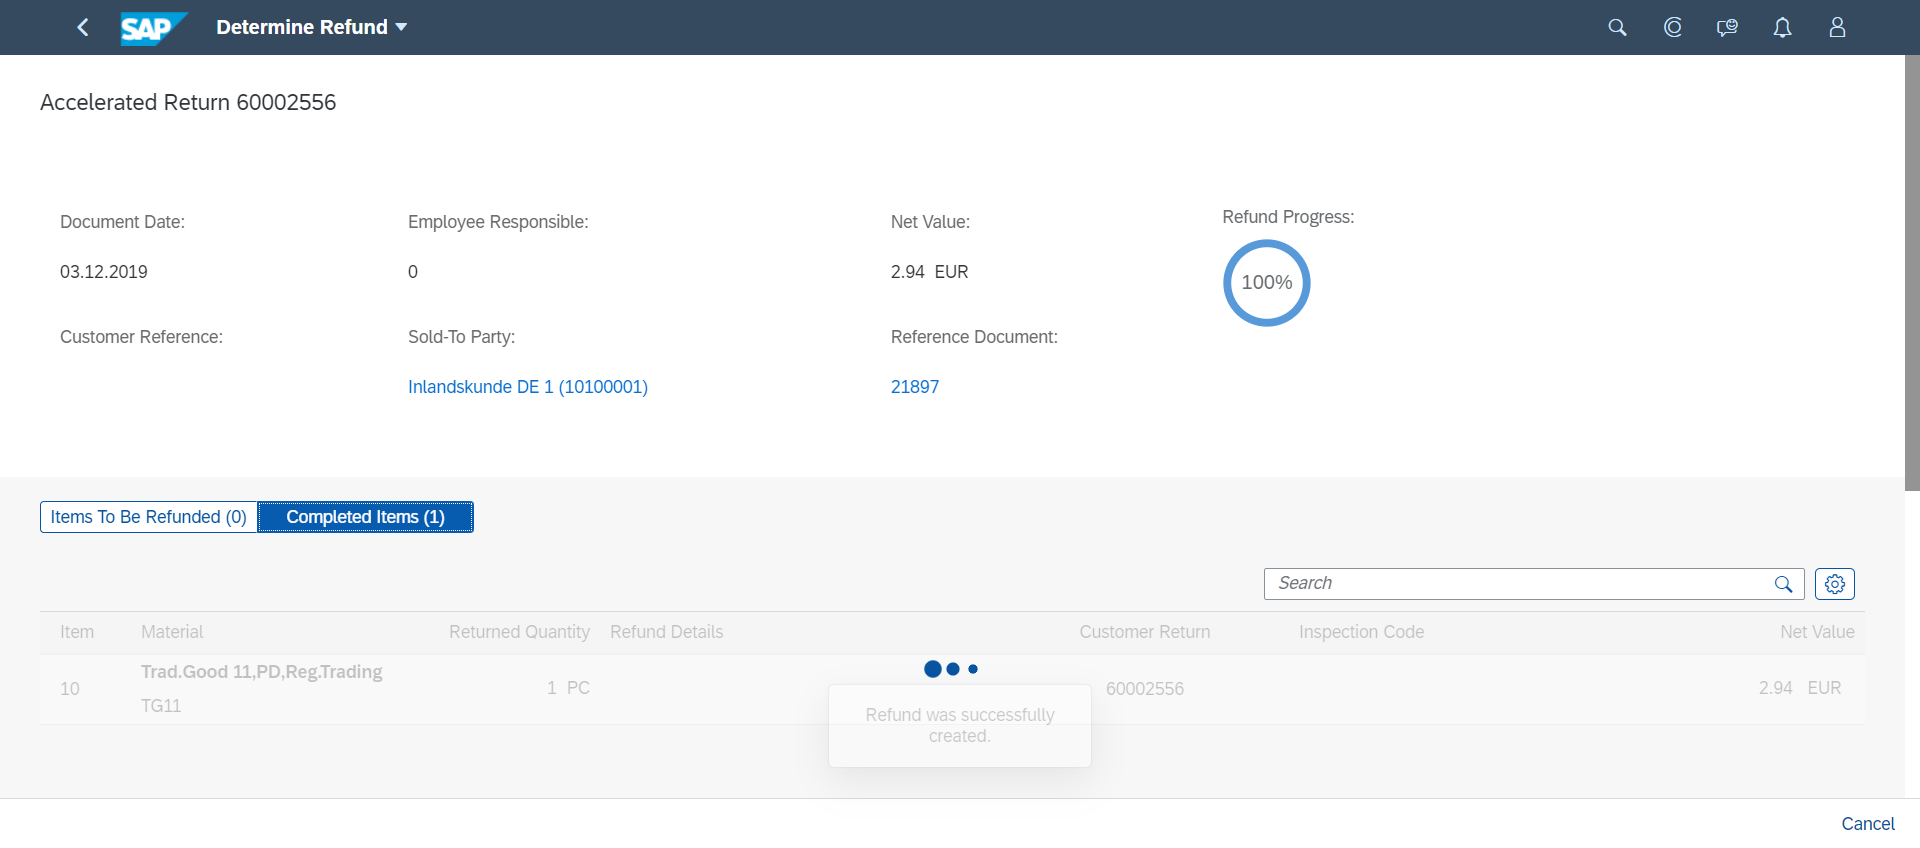 SAP Determine Refund
Accelerated Return 60002556
Document Date: Employee Responsible: Net Value: Refund Progress:
03.12.2019 0 2.94 EUR 100%
Customer Reference: Sold-To Party: Reference Document:
Inlandskunde DE 1 (10100001) 21897
Items To Be Refunded (0) Completed Items (1)
Search
Item Material Returned Quantity Refund Details Customer Return Inspection Code Net Value
Trad.Good 11,PD,Reg.Trading
10 1 PC 60002556 2.94 EUR
TG11
Refund was successfully
created.
Cancel